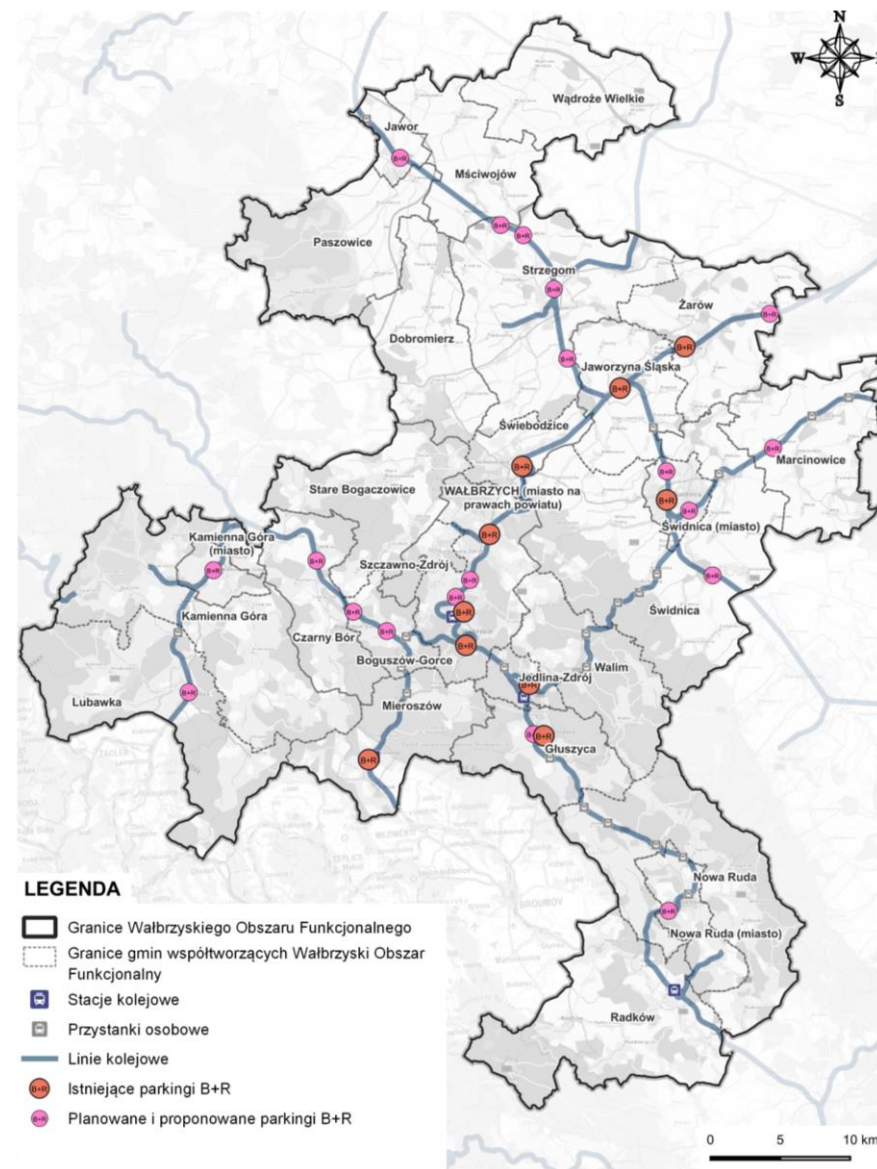 N
W
S
Wądroże Wielkie
Jawor
B+R
Mściwojów
Paszowice
B+R
B+R
Strzegom
B+R
Żarów
B+R
Dobromierz
B+R
B+R
Jaworzyna Śląska
B+R
Świebodzice
Marcinowice
B+R
B+R
B+R
Stare Bogaczowice
WAŁBRZYCH (miasto na
prawach powiatu)
B+R
B+R
Świdnica (miasto)
B+R
Kamienna Góra
(miasto)
B+R
B+R
Szczawno-Zdrój
B+R
B+R
B+R
Świdnica
Kamienna Góra
B+R
B+R
Czarny Bór
B+R
B+R
Boguszów-Gorce
Walim
Jedlina-Zdrój
B+R
Lubawka
B+R
Mieroszów
B+R
B+R
Głuszyca
B+R
Nowa Ruda
B+R
Nowa Ruda (miasto)
Radków
BROUMOV
LEGENDA
Granice Wałbrzyskiego Obszaru Funkcjonalnego
Granice gmin współtworzących Wałbrzyski Obszar
Funkcjonalny
Stacje kolejowe
Przystanki osobowe
Linie kolejowe
B+R
Istniejące parkingi B+R
B+R
Planowane i proponowane parkingi B+R
0 5 10 km